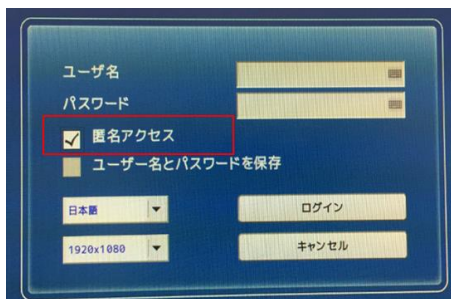 ユーザ名
パスワード
匿名アクセス
ユーザー名とパスワードを保存
日本語
ログイン
1920x1080
キャンセル